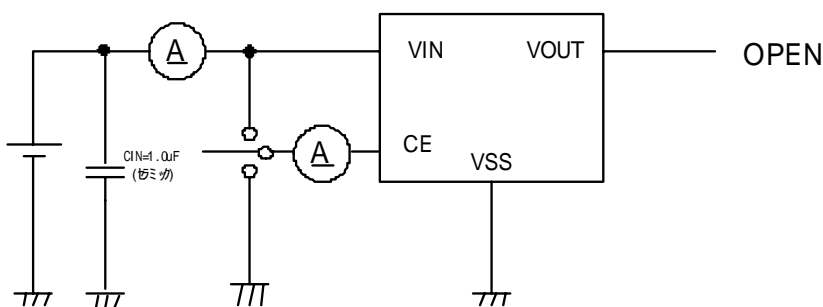 A
VIN
VOUT
OPEN
CIN=1.0uF
(セラミック)
A
CE
VSS